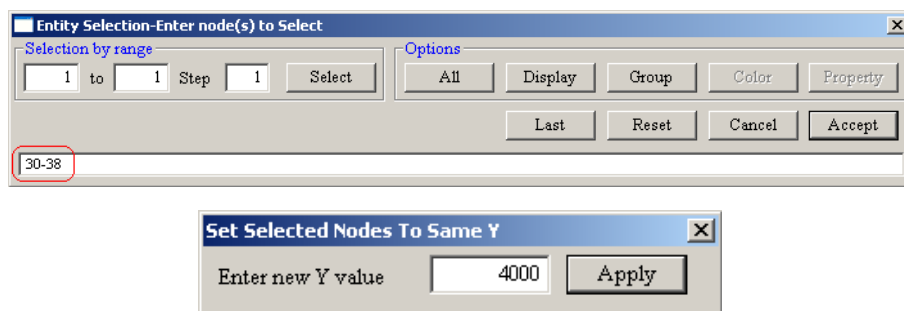 Entity Selection-Enter node(s) to Select
Selection by range
Options
1 to 1 Step 1 Select All Display Group Color Property
Last Reset Cancel Accept
30-38
Set Selected Nodes To Same Y
Enter new Y value 4000 Apply